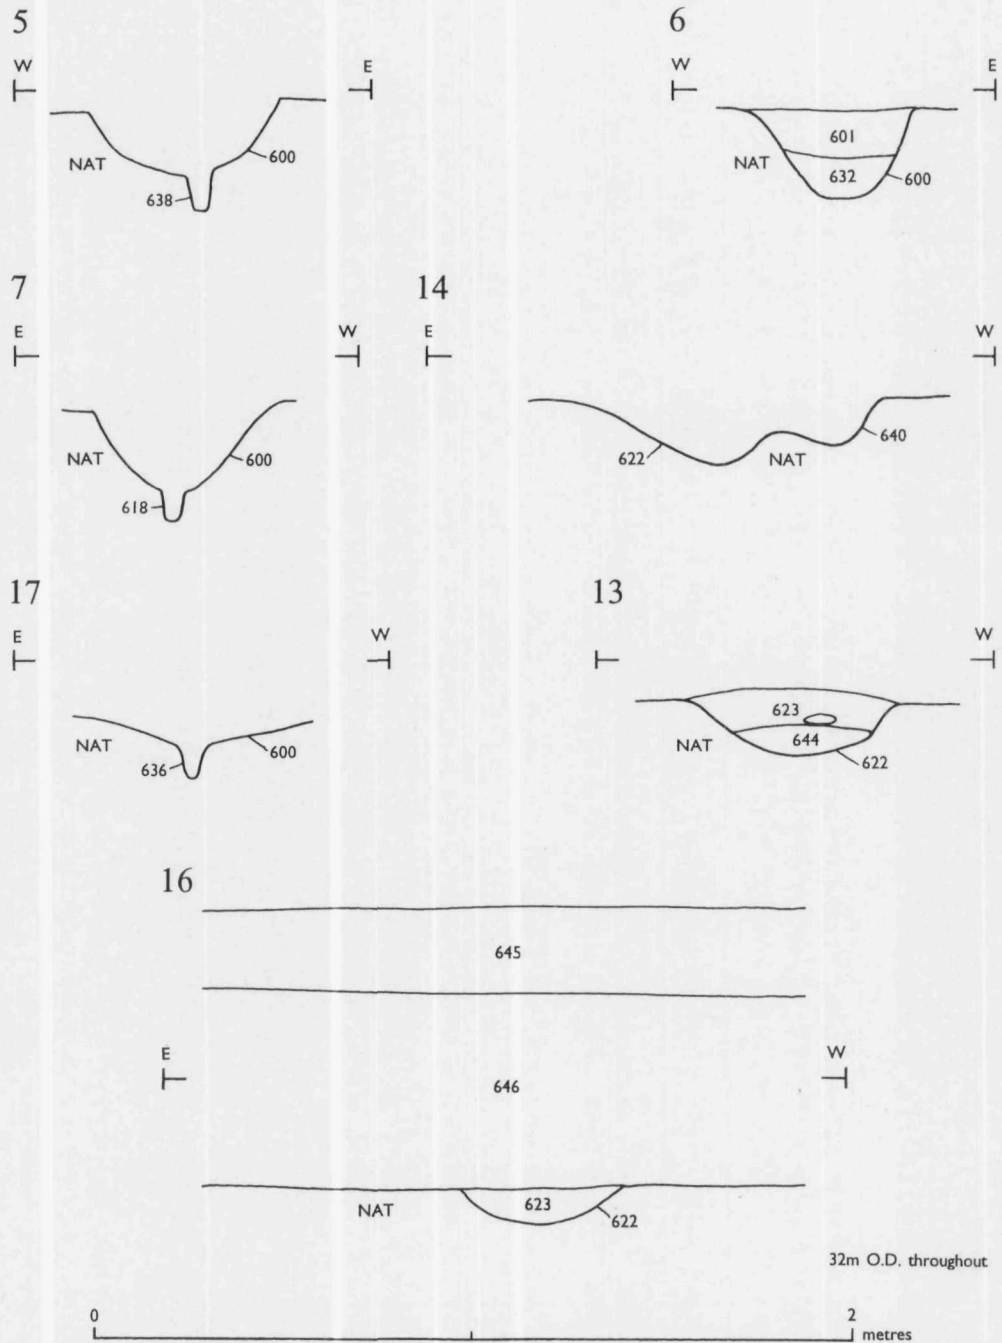 5
W E
NAT 600
638
6
W E
601
NAT
632 600
7
E W
NAT 600
618
14
E W
622 NAT 640
17
E W
NAT 600
636
13
W
623
NAT 644
622
16
645
E W
646
NAT 623 622
32m O.D. throughout
0 2
metres